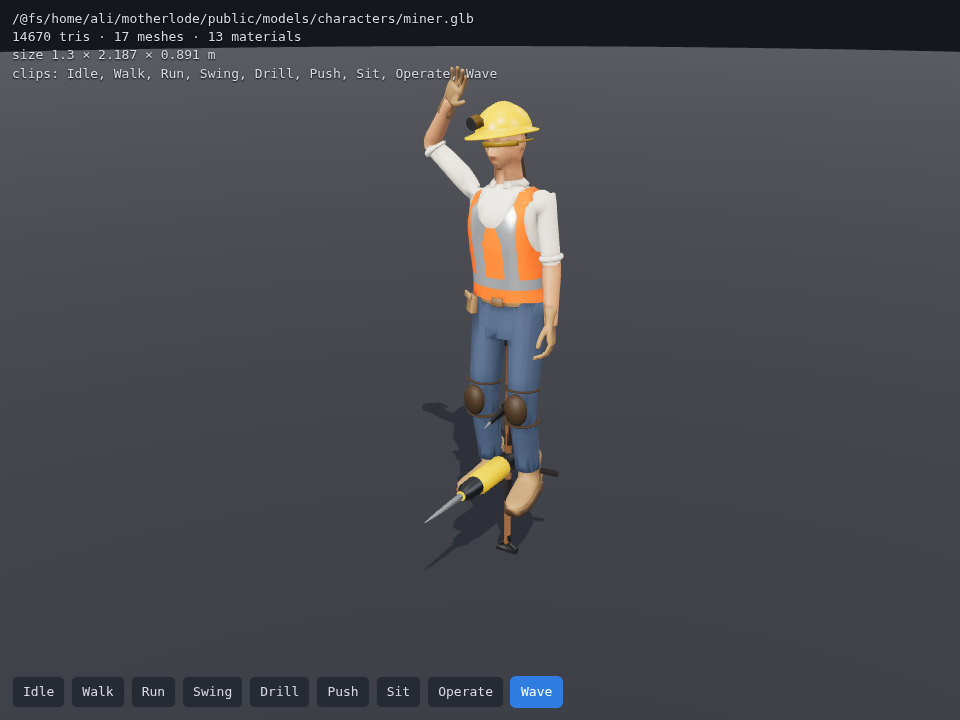 /@fs/home/ali/motherlode/public/models/characters/miner.glb
14670 tris · 17 meshes · 13 materials
size 1.3 × 2.187 × 0.891 m
clips: Idle, Walk, Run, Swing, Drill, Push, Sit, Operate, Wave
Idle Walk Run Swing Drill Push Sit Operate Wave